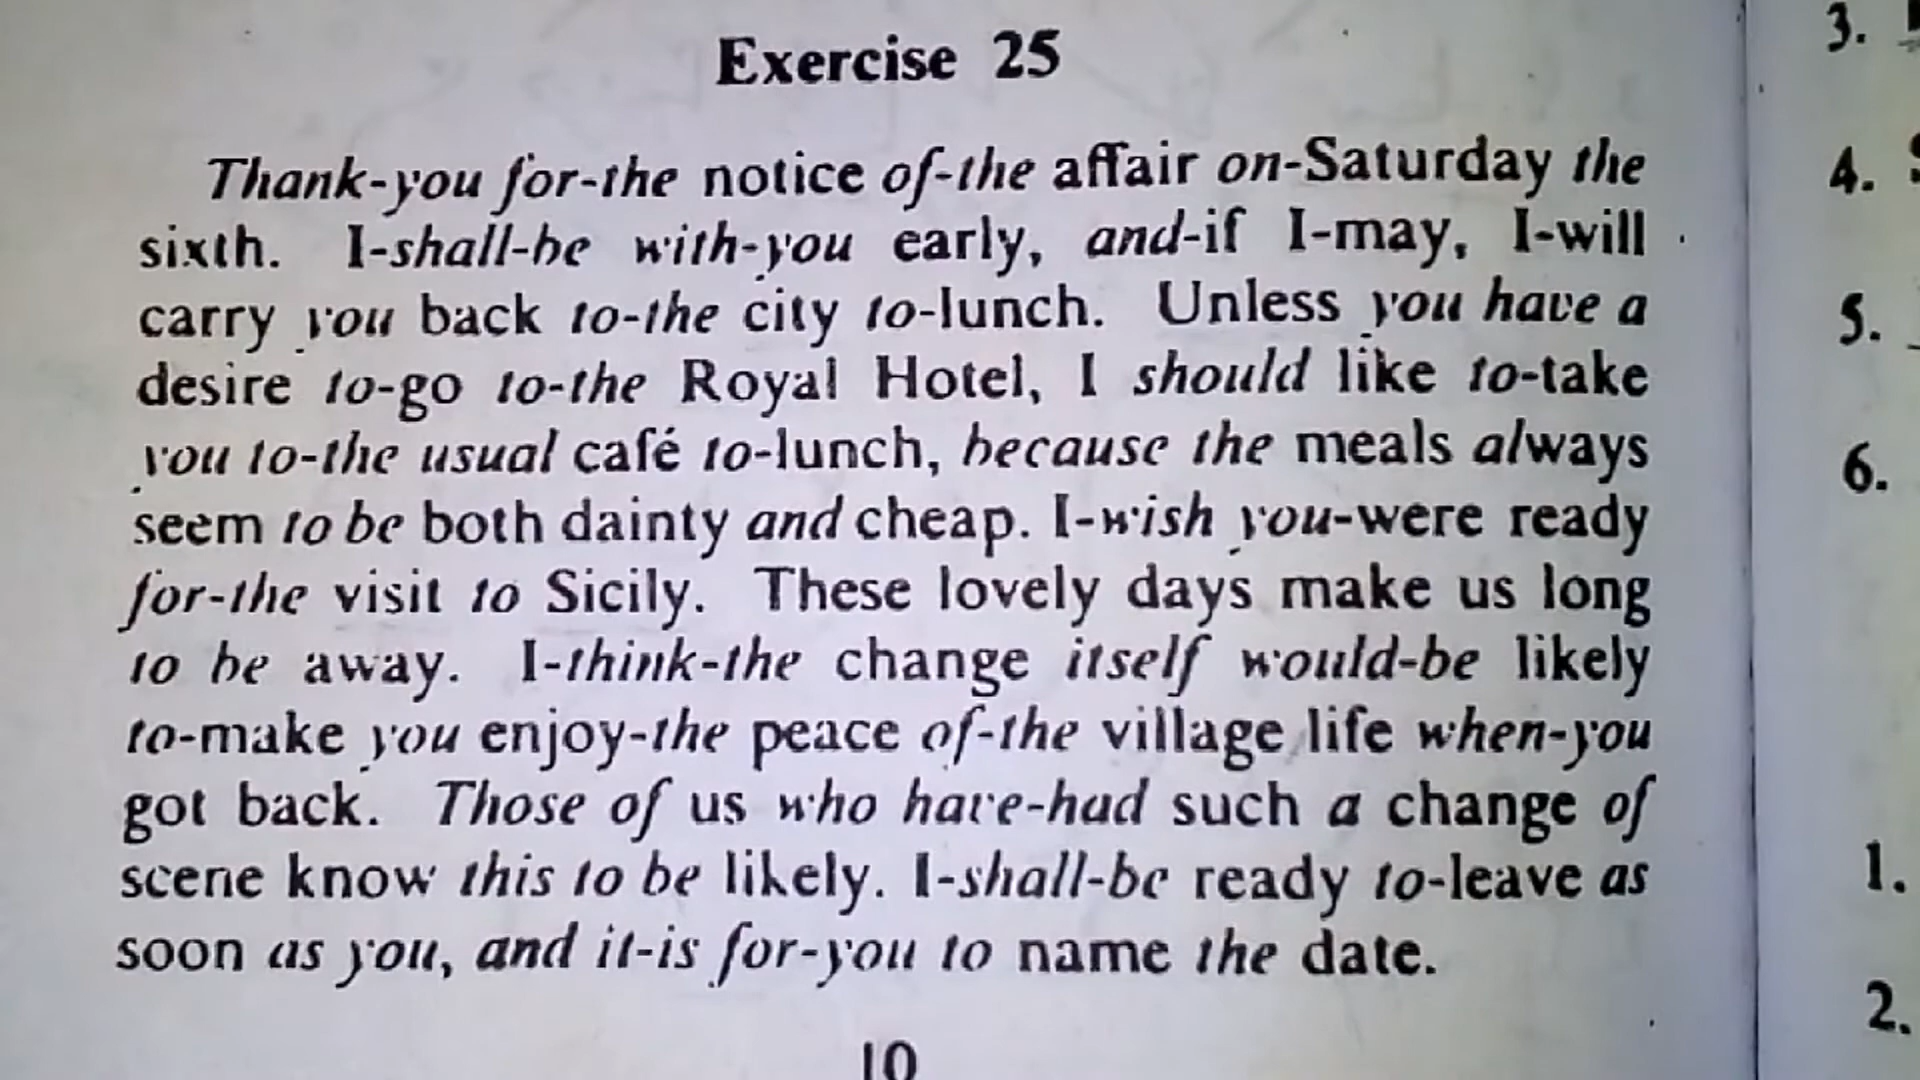 Exercise 25
Thank-you for-the notice of-the affair on-Saturday the
sixth. I-shall-be with-you early, and-if I-may, I-will
carry you back to-the city to-lunch. Unless you have a
desire to-go to-the Royal Hotel, I should like to-take
you to-the usual café to-lunch, because the meals always
seem to be both dainty and cheap. I-wish you-were ready
for-the visit to Sicily. These lovely days make us long
to be away. I-think-the change itself would-be likely
to-make you enjoy-the peace of-the village life when-you
got back. Those of us who have-had such a change of
scene know this to be likely. I-shall-be ready to-leave as
soon as you, and it-is for-you to name the date.
10
3.
4.
5.
6.
1.
2.